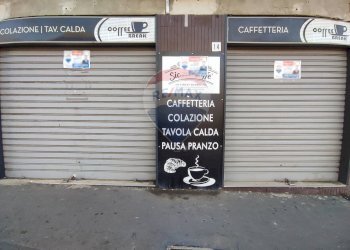 COLAZIONE | TAV. CALDA
COFFEE
BREAK
CAFFETTERIA
COFFEE
BREAK
14
CAFFETTERIA
COLAZIONE
TAVOLA CALDA
PAUSA PRANZO